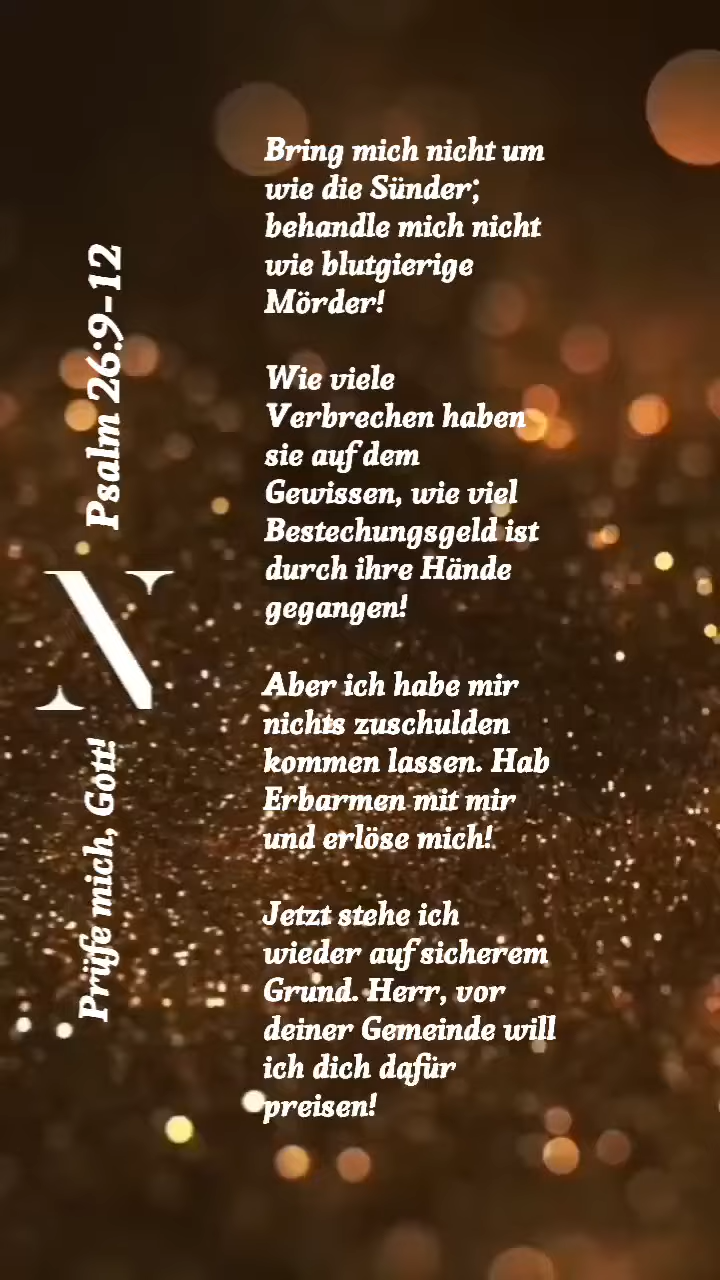 Psalm 26:9-12
N
Prüfe mich, Gott!
Bring mich nicht um
wie die Sünder;
behandle mich nicht
wie blutgierige
Mörder!
Wie viele
Verbrechen haben
sie auf dem
Gewissen, wie viel
Bestechungsgeld ist
durch ihre Hände
gegangen!
Aber ich habe mir
nichts zuschulden
kommen lassen. Hab
Erbarmen mit mir
und erlöse mich!
Jetzt stehe ich
wieder auf sicherem
Grund. Herr, vor
deiner Gemeinde will
ich dich dafür
preisen!